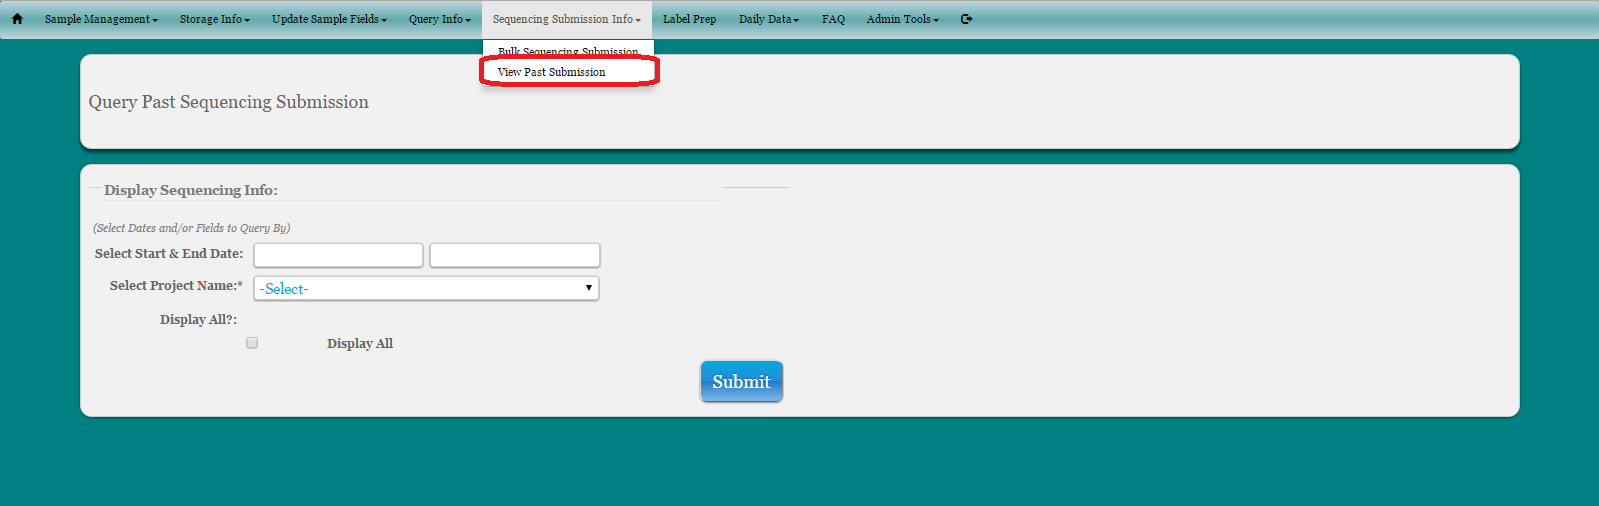 Sample Management Storage Info Update Sample Fields Query Info Sequencing Submission Info Label Prep Daily Data FAQ Admin Tools
Bulk Sequencing Submission
View Past Submission
Query Past Sequencing Submission
Display Sequencing Info:
(Select Dates and/or Fields to Query By)
Select Start & End Date:
Select Project Name:* -Select-
Display All?:
Display All
Submit